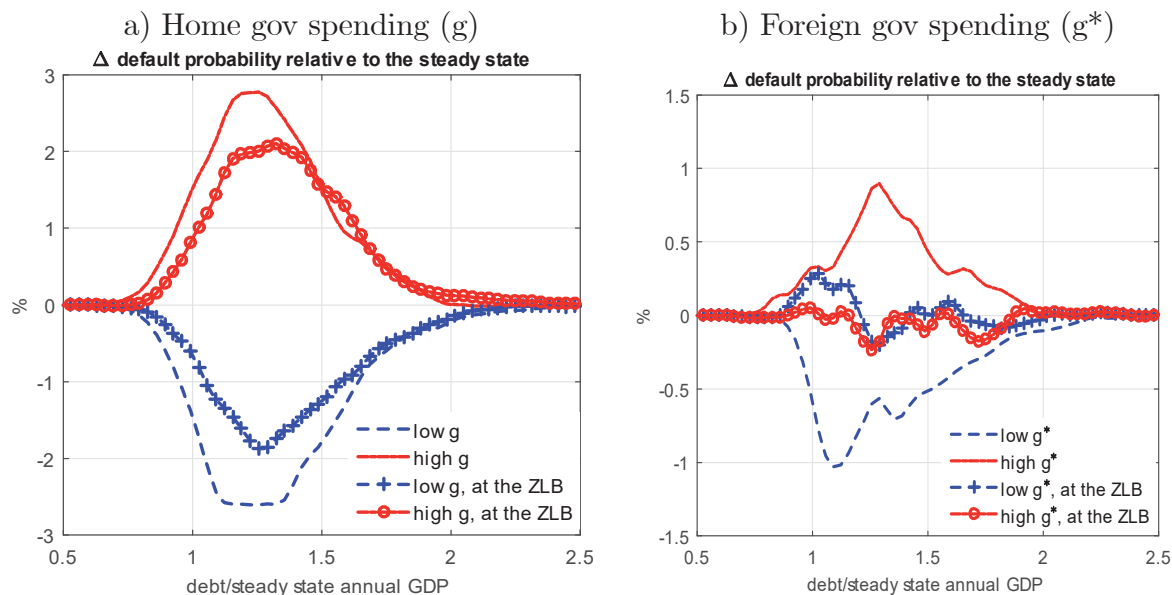 a) Home gov spending (g)
Δ default probability relative to the steady state
3
2
1
0
-1
-2
-3
%
low g
high g
low g, at the ZLB
high g, at the ZLB
0.5 1 1.5 2 2.5
debt/steady state annual GDP
b) Foreign gov spending (g*)
Δ default probability relative to the steady state
1.5
1
0.5
0
-0.5
-1
-1.5
%
low g*
high g*
low g*, at the ZLB
high g*, at the ZLB
0.5 1 1.5 2 2.5
debt/steady state annual GDP